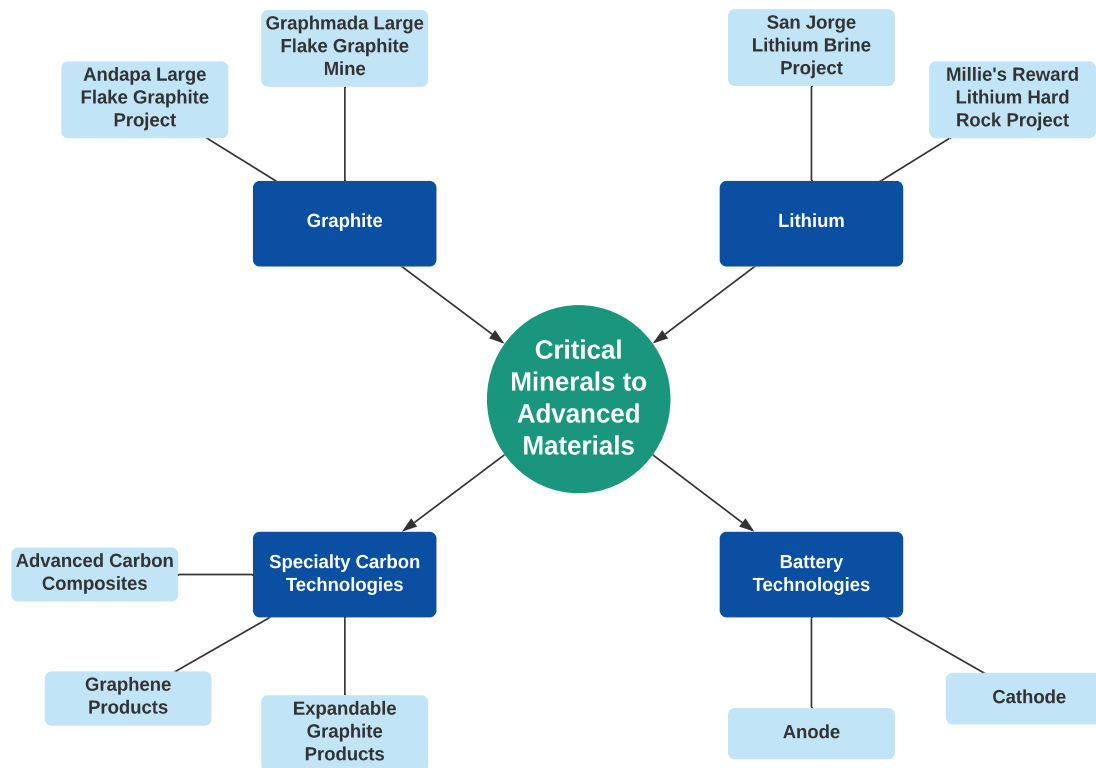 Graphmada Large
Flake Graphite
Mine
San Jorge
Lithium Brine
Project
Andapa Large
Flake Graphite
Project
Millie's Reward
Lithium Hard
Rock Project
Graphite
Lithium
Critical
Minerals to
Advanced
Materials
Advanced Carbon
Composites
Specialty Carbon
Technologies
Battery
Technologies
Graphene
Products
Expandable
Graphite
Products
Anode
Cathode